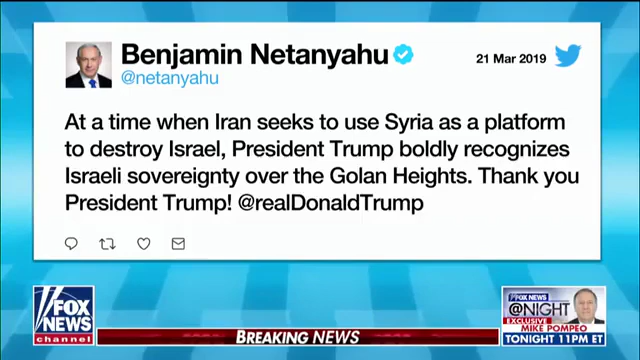 Benjamin Netanyahu
@netanyahu
21 Mar 2019
At a time when Iran seeks to use Syria as a platform
to destroy Israel, President Trump boldly recognizes
Israeli sovereignty over the Golan Heights. Thank you
President Trump! @realDonaldTrump
FOX
NEWS
channel
BREAKING NEWS
FOX NEWS
@NIGHT
EXCLUSIVE
MIKE POMPEO
TONIGHT 11PM ET